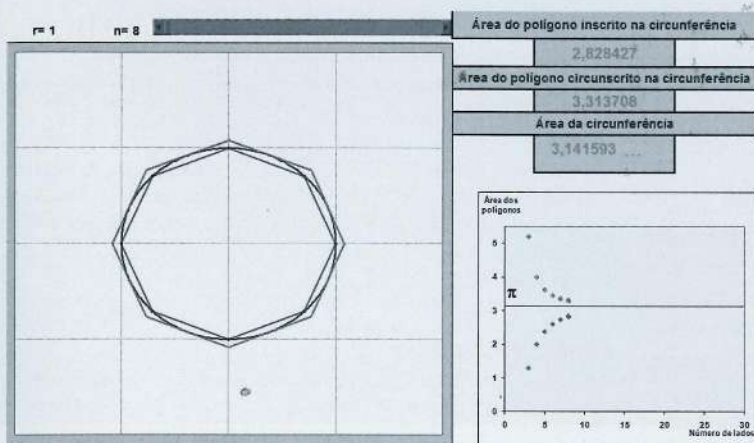 r= 1 n= 8
Área do polígono inscrito na circunferência
2,828427
Área do polígono circunscrito na circunferência
3,313708
Área da circunferência
3,141593 ...
Área dos
polígonos
5
4
π
3
2
1
0
0 5 10 15 20 25 30
Número de lados